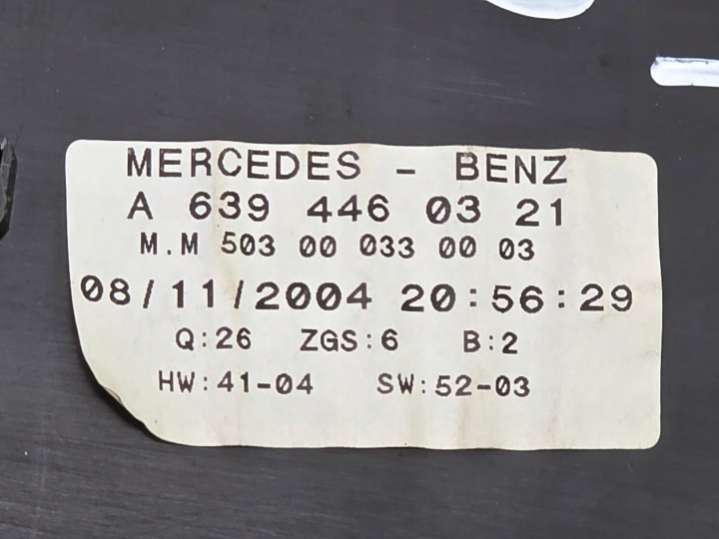 MERCEDES - BENZ
A 639 446 03 21
M.M 503 00 033 00 03
08/11/2004 20:56:29
Q:26 ZGS:6 B:2
HW:41-04 SW:52-03